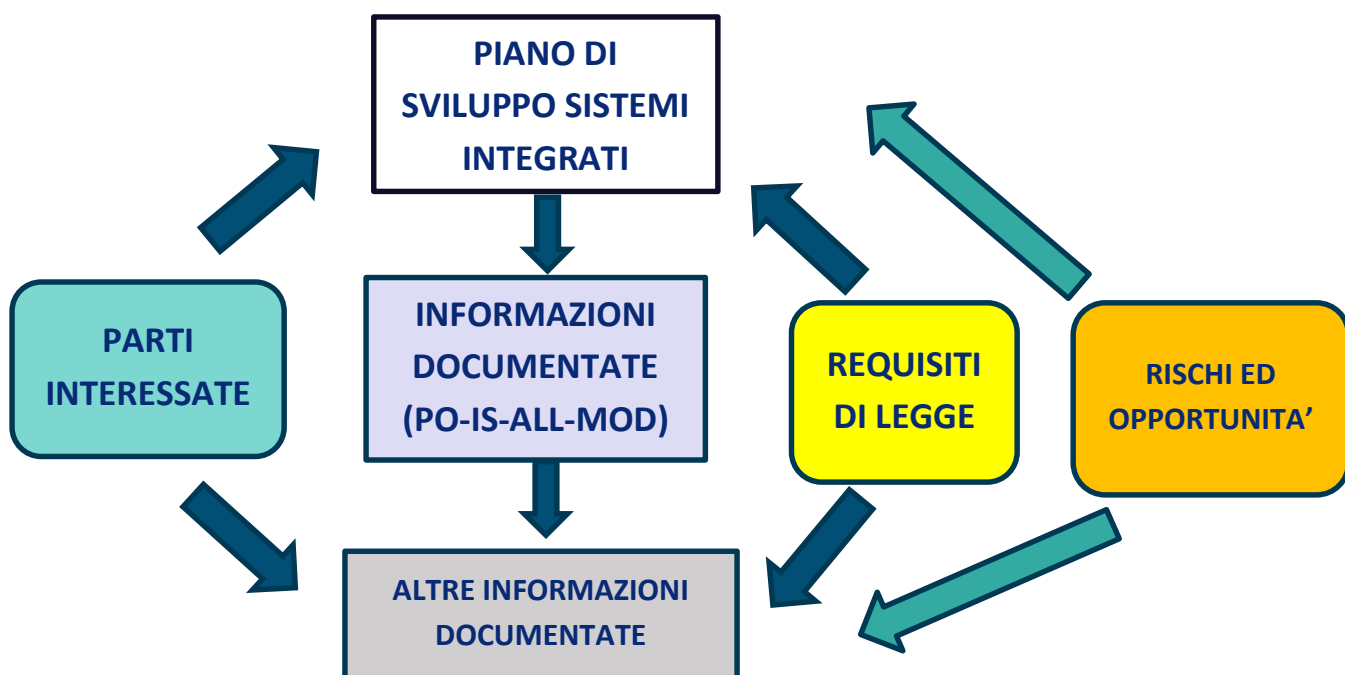 PIANO DI
SVILUPPO SISTEMI
INTEGRATI
PARTI
INTERESSATE
INFORMAZIONI
DOCUMENTATE
(PO-IS-ALL-MOD)
REQUISITI
DI LEGGE
RISCHI ED
OPPORTUNITA’
ALTRE INFORMAZIONI
DOCUMENTATE